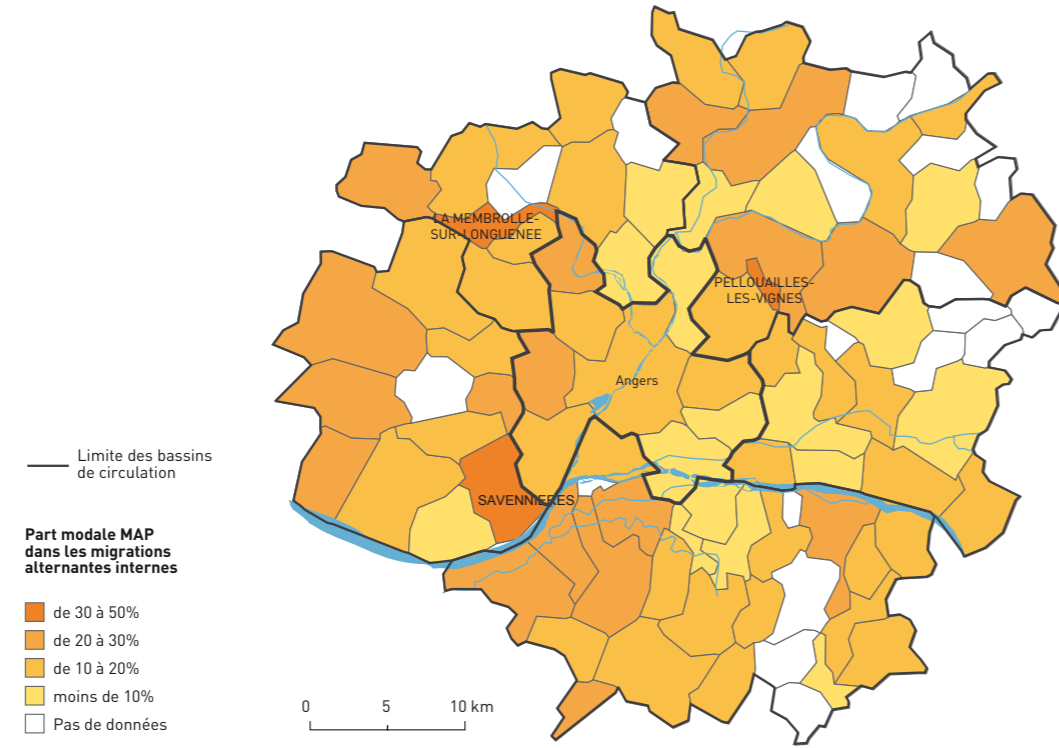 LA MEMBROLLE-
SUR-LONGUENEE
PELLOUAILLES-
LES-VIGNES
Angers
SAVENNIERES
Limite des bassins
de circulation
Part modale MAP
dans les migrations
alternantes internes
de 30 à 50%
de 20 à 30%
de 10 à 20%
moins de 10%
Pas de données
0 5 10 km